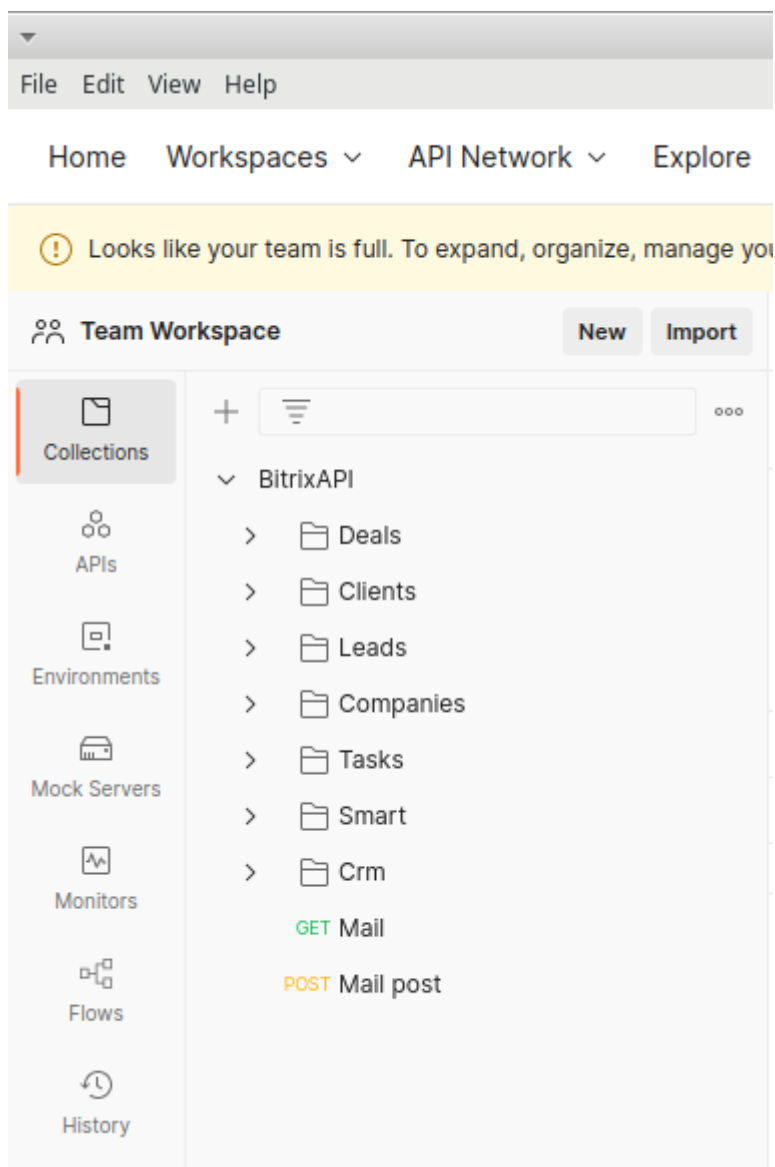 File Edit View Help
Home Workspaces API Network Explore
Looks like your team is full. To expand, organize, manage you
Team Workspace New Import
Collections
APIs
Environments
Mock Servers
Monitors
Flows
History
BitrixAPI
Deals
Clients
Leads
Companies
Tasks
Smart
Crm
GET Mail
POST Mail post